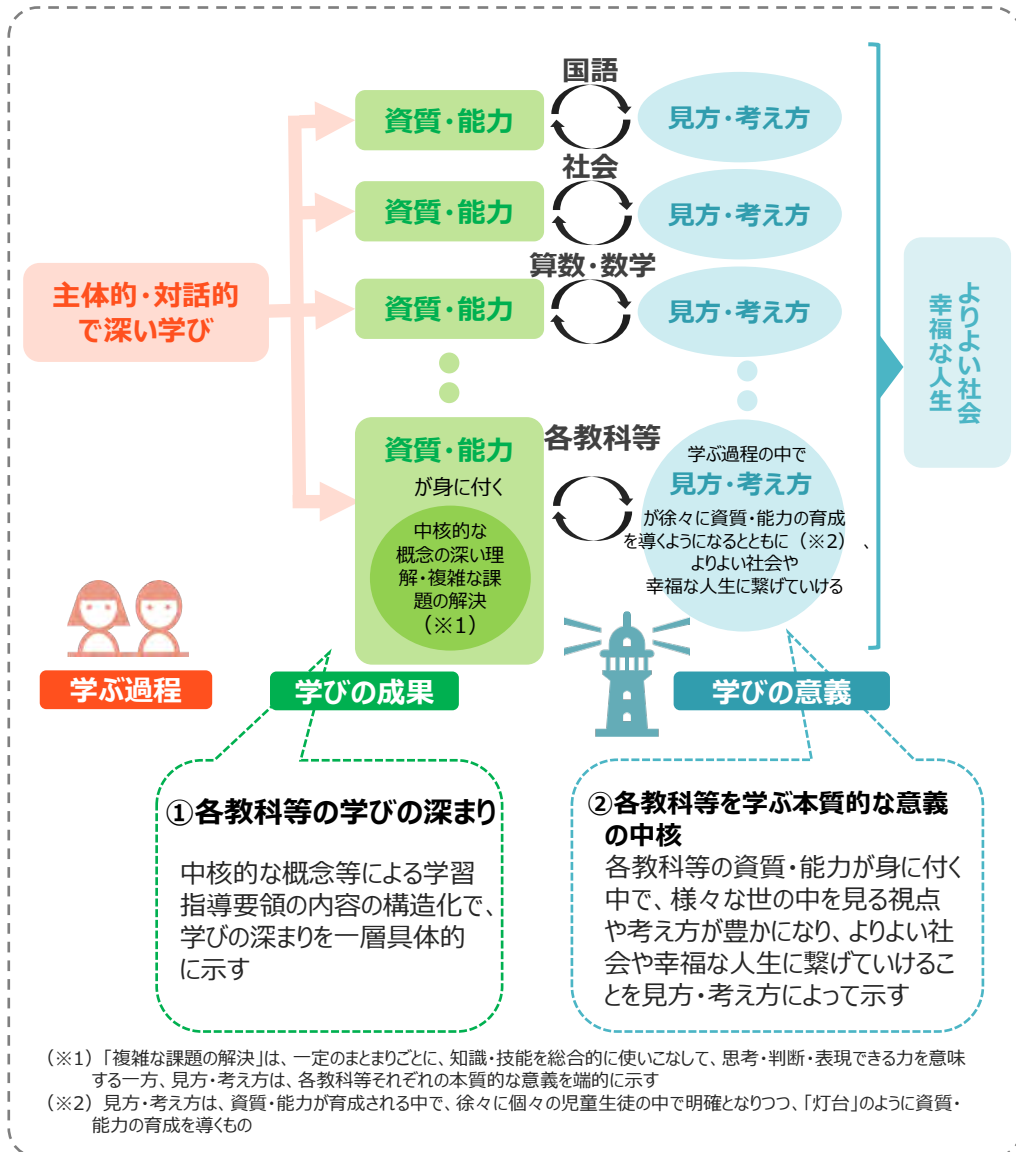 国語
資質・能力
見方・考え方
社会
資質・能力
見方・考え方
算数・数学
資質・能力
見方・考え方
主体的・対話的
で深い学び
よりよい社会
幸福な人生
各教科等
資質・能力
が身に付く
中核的な
概念の深い理
解・複雑な課
題の解決
（※1）
学ぶ過程の中で
見方・考え方
が徐々に資質・能力の育成
を導くようになるとともに（※2）、
よりよい社会や
幸福な人生に繋げていける
学ぶ過程
学びの成果
学びの意義
①各教科等の学びの深まり
中核的な概念等による学習
指導要領の内容の構造化で、
学びの深まりを一層具体的
に示す
②各教科等を学ぶ本質的な意義
の中核
各教科等の資質・能力が身に付く
中で、様々な世の中を見る視点
や考え方が豊かになり、よりよい社
会や幸福な人生に繋げていけるこ
とを見方・考え方によって示す
（※1）「複雑な課題の解決」は、一定のまとまりごとに、知識・技能を総合的に使いこなして、思考・判断・表現できる力を意味
する一方、見方・考え方は、各教科等それぞれの本質的な意義を端的に示す
（※2）見方・考え方は、資質・能力が育成される中で、徐々に個々の児童生徒の中で明確となりつつ、「灯台」のように資質・
能力の育成を導くもの